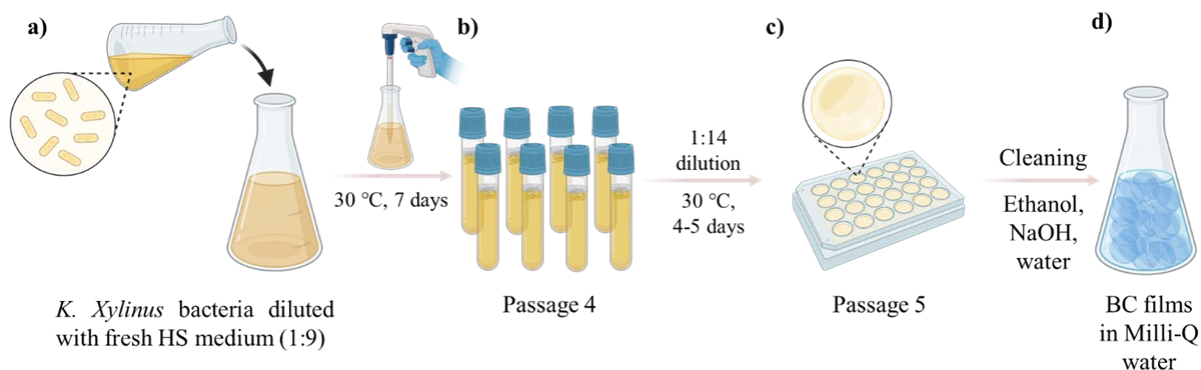 a)
K. Xylinus bacteria diluted
with fresh HS medium (1:9)
30 °C, 7 days
b)
Passage 4
1:14
dilution
30 °C,
4-5 days
c)
Passage 5
Cleaning
Ethanol,
NaOH,
water
d)
BC films
in Milli-Q
water